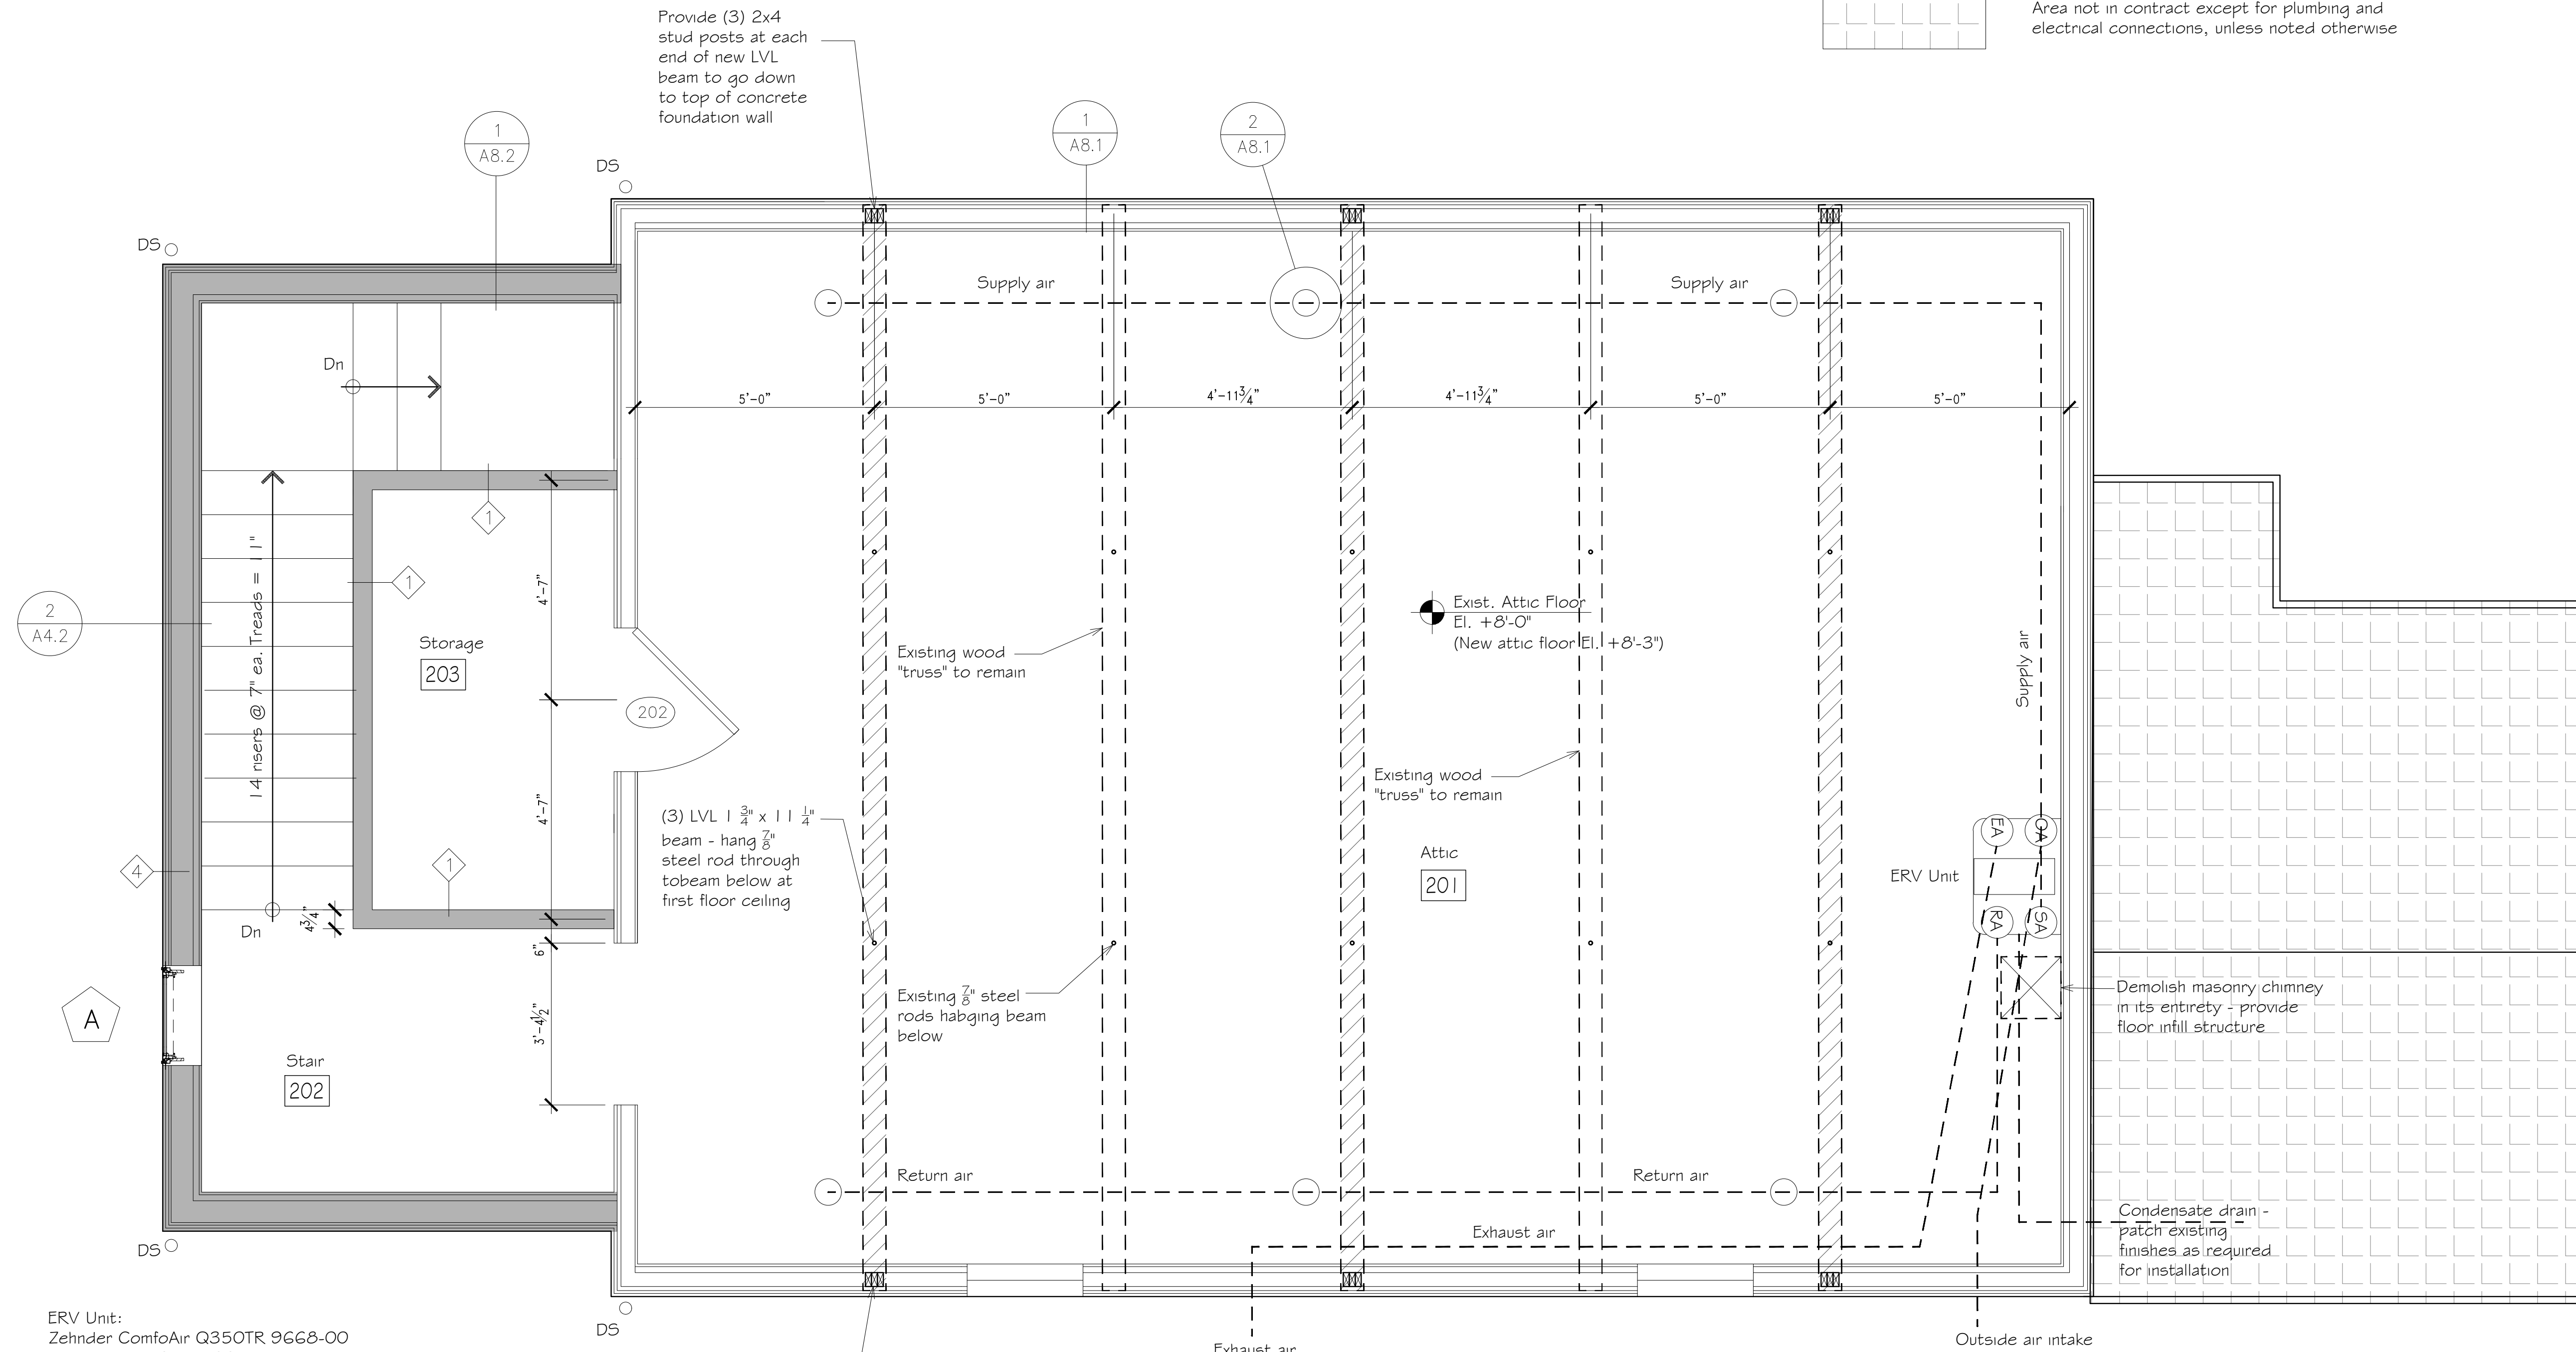 Provide (3) 2x4
stud posts at each
end of new LVL
beam to go down
to top of concrete
foundation wall
Area not in contract except for plumbing and
electrical connections, unless noted otherwise
1
A8.2
DS
1
A8.1
2
A8.1
DS
Supply air
Supply air
Dn
5'-0"
5'-0"
4'-11 3/4"
4'-11 3/4"
5'-0"
5'-0"
1
14 risers @ 7" ea. Treads = 11"
1
4'-7"
2
A4.2
Storage
203
202
Existing wood
"truss" to remain
Exist. Attic Floor
El. +8'-0"
(New attic floor El. +8'-3")
Supply air
Existing wood
"truss" to remain
4'-7"
(3) LVL 1 3/4" x 11 1/4"
beam - hang 7/8"
steel rod through
tobeam below at
first floor ceiling
Attic
201
EA
OA
ERV Unit
RA
SA
4
1
Dn
4 3/4"
6"
Existing 7/8" steel
rods habging beam
below
Demolish masonry chimney
in its entirety - provide
floor infill structure
A
3'-4 1/2"
Stair
202
Return air
Return air
Exhaust air
Condensate drain -
patch existing
finishes as required
for installation
DS
DS
ERV Unit:
Zehnder ComfoAir Q350TR 9668-00
Exhaust air
Outside air intake